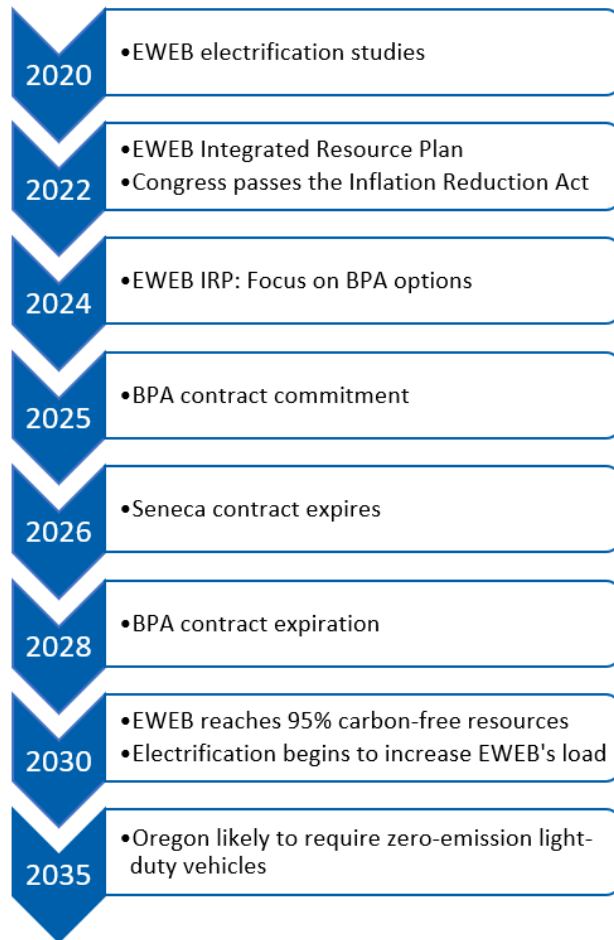 2020
•EWEB electrification studies
2022
•EWEB Integrated Resource Plan
•Congress passes the Inflation Reduction Act
2024
•EWEB IRP: Focus on BPA options
2025
•BPA contract commitment
2026
•Seneca contract expires
2028
•BPA contract expiration
2030
•EWEB reaches 95% carbon-free resources
•Electrification begins to increase EWEB's load
2035
•Oregon likely to require zero-emission light-
duty vehicles